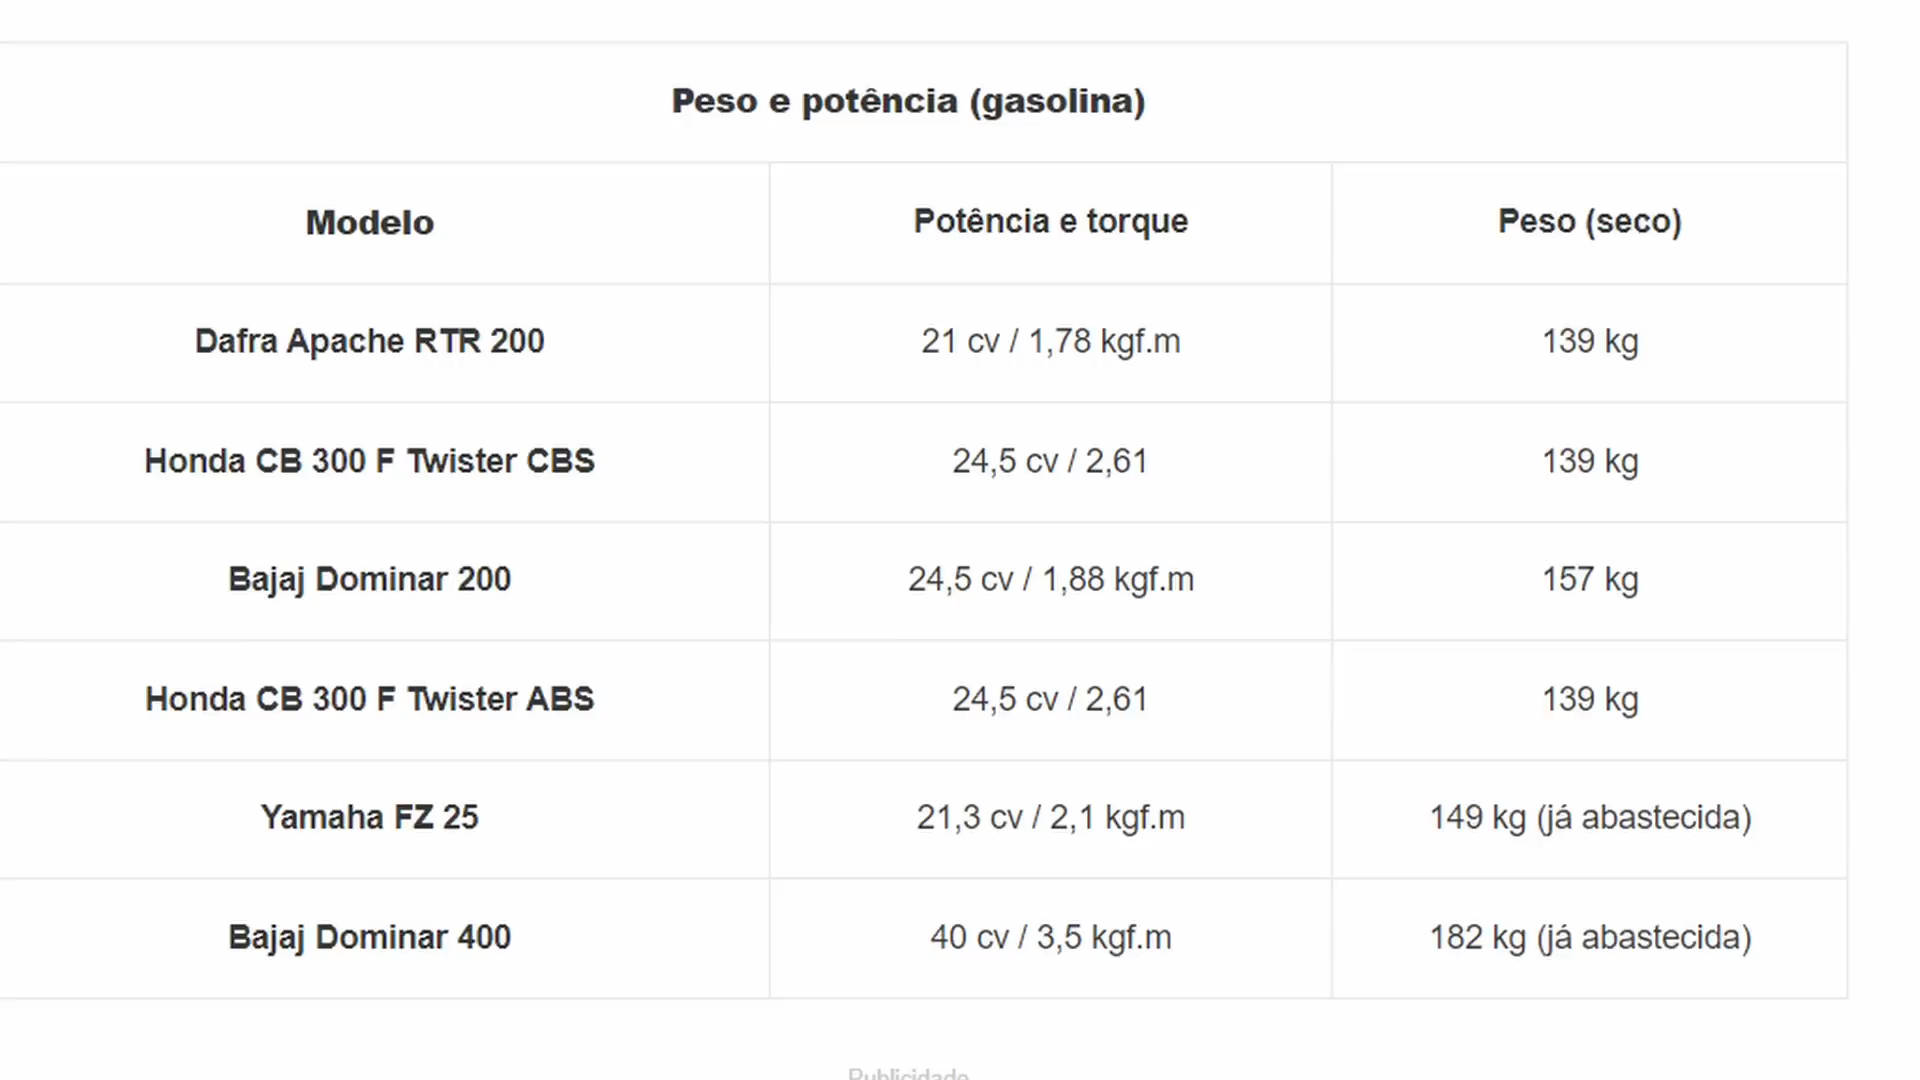 Peso e potência (gasolina)
Modelo Potência e torque Peso (seco)
Dafra Apache RTR 200 21 cv / 1,78 kgf.m 139 kg
Honda CB 300 F Twister CBS 24,5 cv / 2,61 139 kg
Bajaj Dominar 200 24,5 cv / 1,88 kgf.m 157 kg
Honda CB 300 F Twister ABS 24,5 cv / 2,61 139 kg
Yamaha FZ 25 21,3 cv / 2,1 kgf.m 149 kg (já abastecida)
Bajaj Dominar 400 40 cv / 3,5 kgf.m 182 kg (já abastecida)
Publicidade